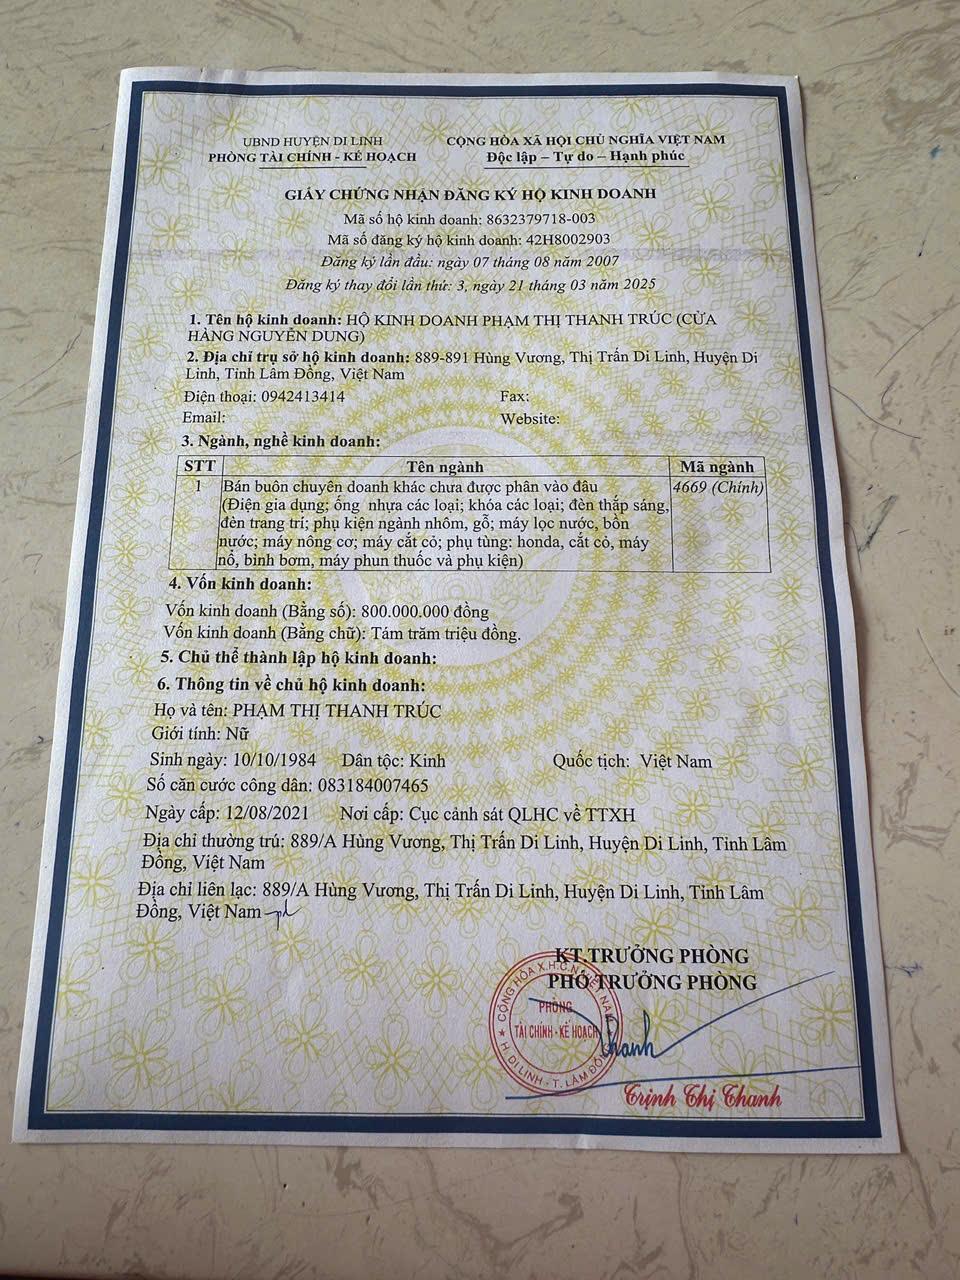 UBND HUYỆN DI LINH
PHÒNG TÀI CHÍNH - KẾ HOẠCH
CỘNG HÒA XÃ HỘI CHỦ NGHĨA VIỆT NAM
Độc lập – Tự do – Hạnh phúc
GIẤY CHỨNG NHẬN ĐĂNG KÝ HỘ KINH DOANH
Mã số hộ kinh doanh: 8632379718-003
Mã số đăng ký hộ kinh doanh: 42H8002903
Đăng ký lần đầu: ngày 07 tháng 08 năm 2007
Đăng ký thay đổi lần thứ: 3, ngày 21 tháng 03 năm 2025
1. Tên hộ kinh doanh: HỘ KINH DOANH PHẠM THỊ THANH TRÚC (CỬA
HÀNG NGUYỄN DUNG)
2. Địa chỉ trụ sở hộ kinh doanh: 889-891 Hùng Vương, Thị Trấn Di Linh, Huyện Di
Linh, Tỉnh Lâm Đồng, Việt Nam
Điện thoại: 0942413414 Fax:
Email: Website:
3. Ngành, nghề kinh doanh:
STT Tên ngành Mã ngành
1 Bán buôn chuyên doanh khác chưa được phân vào đâu 4669 (Chính)
(Điện gia dụng; ống nhựa các loại; khóa các loại; đèn thắp sáng,
đèn trang trí; phụ kiện ngành nhôm, gỗ; máy lọc nước, bồn
nước; máy nông cơ; máy cắt cỏ; phụ tùng: honda, cắt cỏ, máy
nổ, bình bơm, máy phun thuốc và phụ kiện)
4. Vốn kinh doanh:
Vốn kinh doanh (Bằng số): 800.000.000 đồng
Vốn kinh doanh (Bằng chữ): Tám trăm triệu đồng.
5. Chủ thể thành lập hộ kinh doanh:
6. Thông tin về chủ hộ kinh doanh:
Họ và tên: PHẠM THỊ THANH TRÚC
Giới tính: Nữ
Sinh ngày: 10/10/1984 Dân tộc: Kinh Quốc tịch: Việt Nam
Số căn cước công dân: 083184007465
Ngày cấp: 12/08/2021 Nơi cấp: Cục cảnh sát QLHC về TTXH
Địa chỉ thường trú: 889/A Hùng Vương, Thị Trấn Di Linh, Huyện Di Linh, Tỉnh Lâm
Đồng, Việt Nam
Địa chỉ liên lạc: 889/A Hùng Vương, Thị Trấn Di Linh, Huyện Di Linh, Tỉnh Lâm
Đồng, Việt Nam
KT.TRƯỞNG PHÒNG
PHÓ TRƯỞNG PHÒNG
CỘNG HÒA X.H.C.N VIỆT NAM
PHÒNG
TÀI CHÍNH - KẾ HOẠCH
H. DI LINH - T. LÂM ĐỒNG
Thanh
Trịnh Thị Thanh